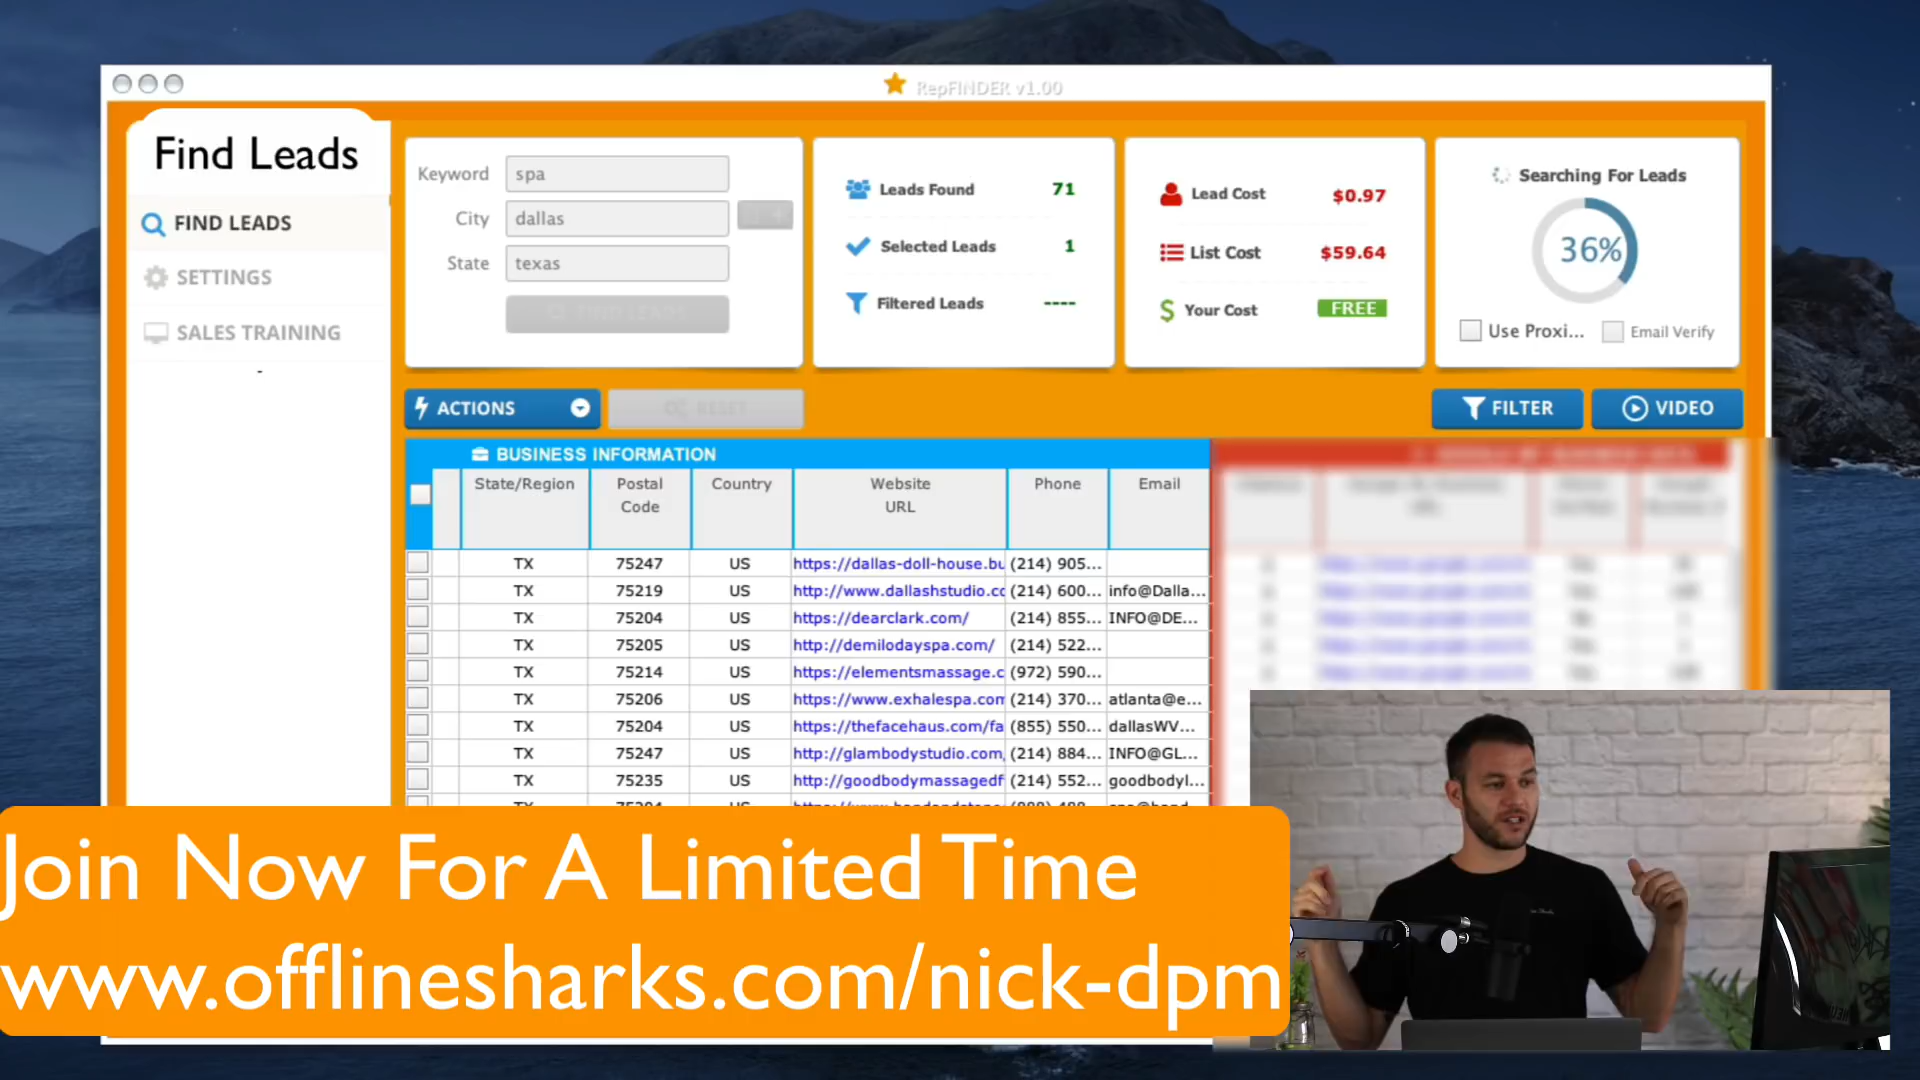 RepFINDER v1.00
Find Leads
FIND LEADS
SETTINGS
SALES TRAINING
Keyword spa
City dallas
State texas
FIND LEADS
Leads Found 71
Selected Leads 1
Filtered Leads ----
Lead Cost $0.97
List Cost $59.64
Your Cost FREE
Searching For Leads
36%
Use Proxi... Email Verify
ACTIONS RESET FILTER VIDEO
BUSINESS INFORMATION
State/Region Postal Code Country Website URL Phone Email
TX 75247 US https://dallas-doll-house.bu (214) 905...
TX 75219 US http://www.dallashstudio.co (214) 600... info@Dalla...
TX 75204 US https://dearclark.com/ (214) 855... INFO@DE...
TX 75205 US http://demilodayspa.com/ (214) 522...
TX 75214 US https://elementsmassage.c (972) 590...
TX 75206 US https://www.exhalespa.com (214) 370... atlanta@e...
TX 75204 US https://thefacehaus.com/fa (855) 550... dallasWV...
TX 75247 US http://glambodystudio.com, (214) 884... INFO@GL...
TX 75235 US http://goodbodymassagedf (214) 552... goodbodyl...
Join Now For A Limited Time
www.offlinesharks.com/nick-dpm